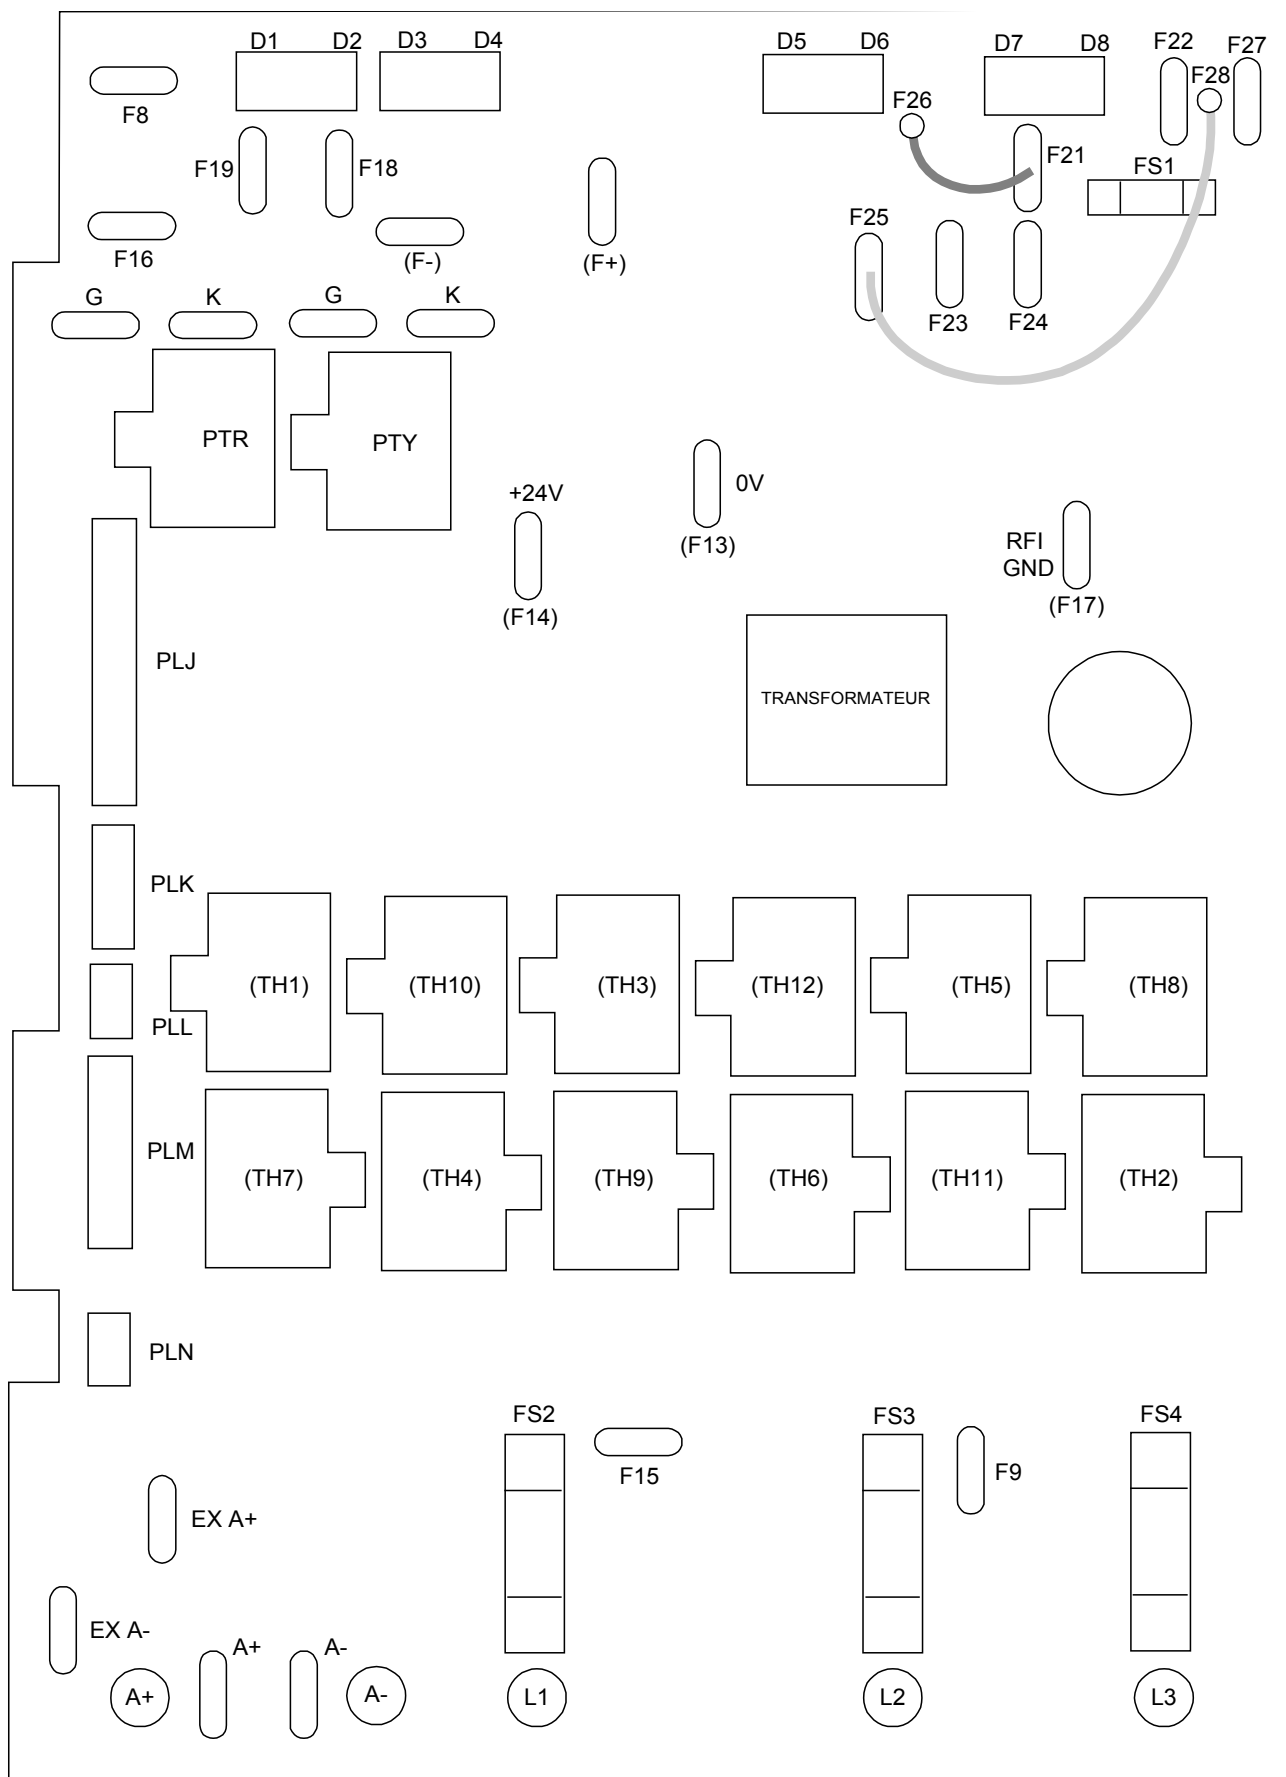 D1
D2
D3
D4
D5
D6
D7
D8
F22
F27
F28
F8
F26
F19
F18
F21
FS1
F25
F16
(F-)
(F+)
G
K
G
K
F23
F24
PTR
PTY
+24V
0V
(F13)
RFI
GND
(F14)
(F17)
PLJ
TRANSFORMATEUR
PLK
(TH1)
(TH10)
(TH3)
(TH12)
(TH5)
(TH8)
PLL
PLM
(TH7)
(TH4)
(TH9)
(TH6)
(TH11)
(TH2)
PLN
FS2
FS3
FS4
F15
F9
EX A+
EX A-
A+
A-
A+
A-
L1
L2
L3